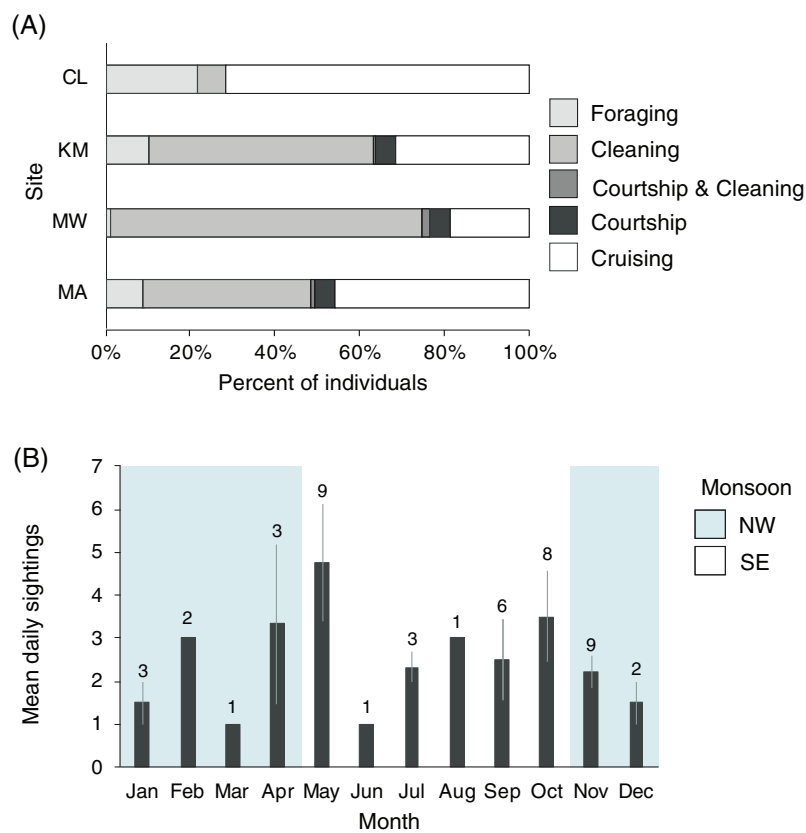 (A)
CL
KM
MW
MA
Site
0% 20% 40% 60% 80% 100%
Percent of individuals
Foraging
Cleaning
Courtship & Cleaning
Courtship
Cruising
(B)
7
6
5
4
3
2
1
0
Mean daily sightings
3 2 1 3 9 1 3 1 6 8 9 2
Jan Feb Mar Apr May Jun Jul Aug Sep Oct Nov Dec
Month
Monsoon
NW
SE